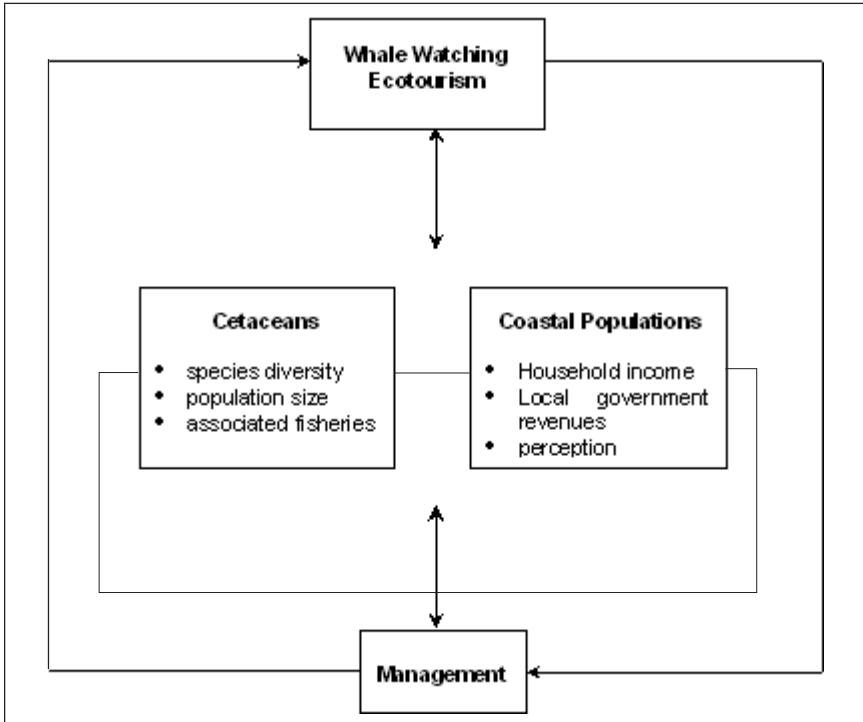 Whale Watching
Ecotourism
Cetaceans
• species diversity
• population size
• associated fisheries
Coastal Populations
• Household income
• Local government
revenues
• perception
Management